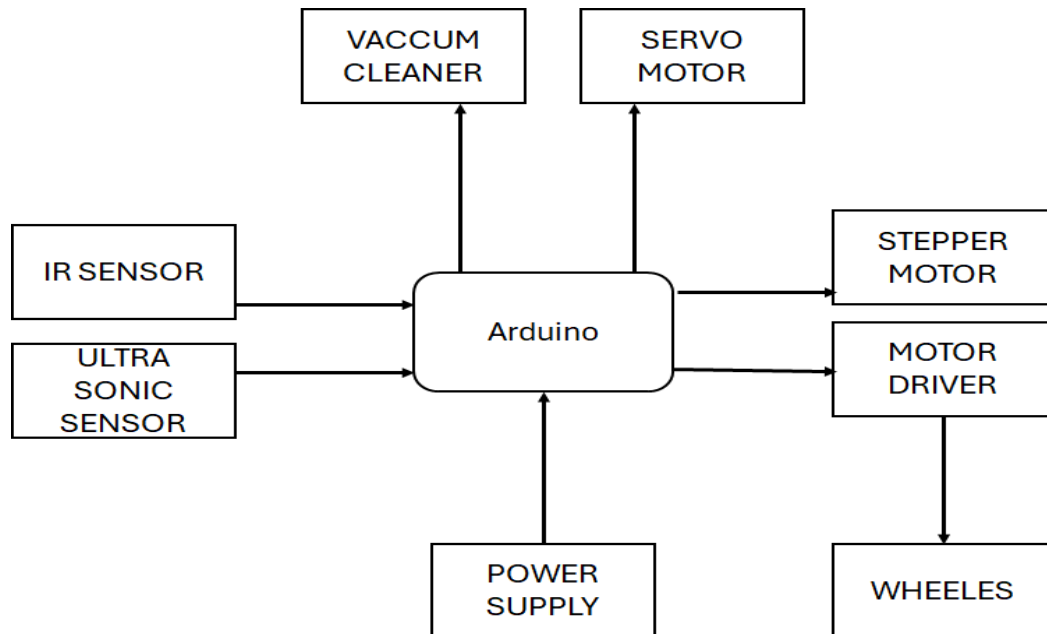 VACCUM
CLEANER
SERVO
MOTOR
IR SENSOR
STEPPER
MOTOR
Arduino
ULTRA
SONIC
SENSOR
MOTOR
DRIVER
POWER
SUPPLY
WHEELES